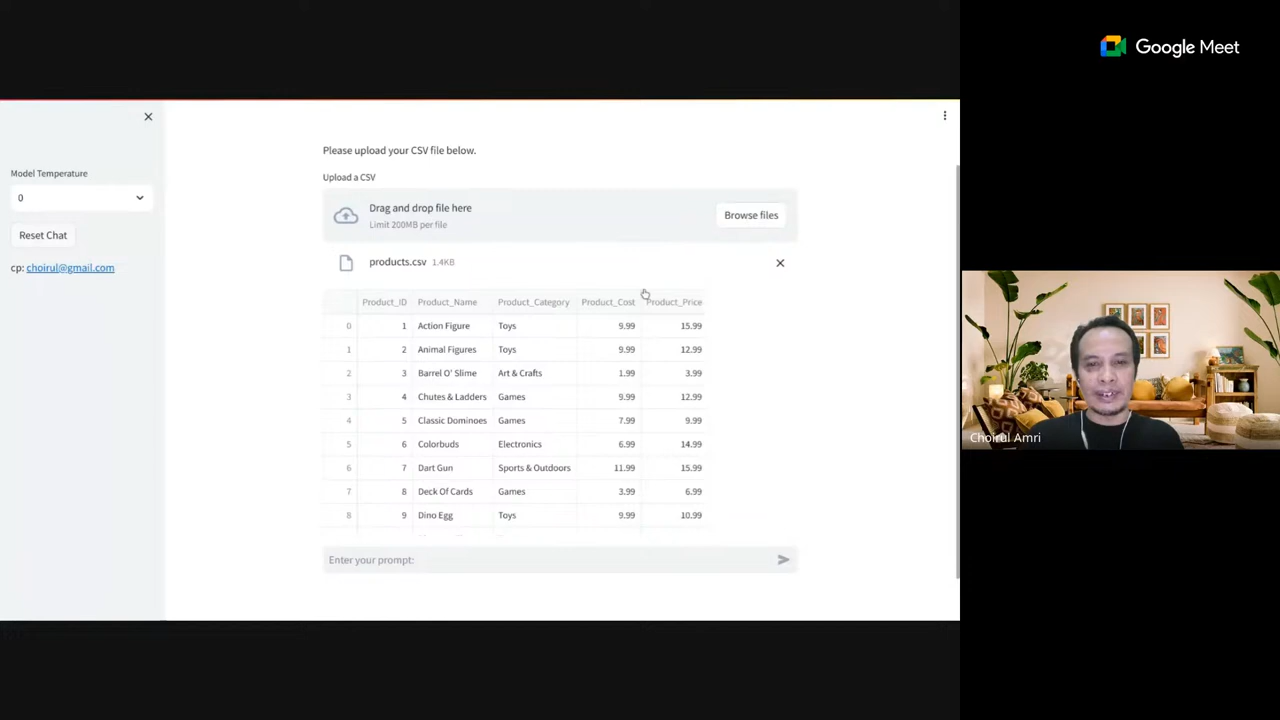 Google Meet
Model Temperature
0
Reset Chat
cp: choirul@gmail.com
Please upload your CSV file below.
Upload a CSV
Drag and drop file here
Limit 200MB per file
Browse files
products.csv 1.4KB
Product_ID Product_Name Product_Category Product_Cost Product_Price
0 1 Action Figure Toys 9.99 15.99
1 2 Animal Figures Toys 9.99 12.99
2 3 Barrel O' Slime Art & Crafts 1.99 3.99
3 4 Chutes & Ladders Games 9.99 12.99
4 5 Classic Dominoes Games 7.99 9.99
5 6 Colorbuds Electronics 6.99 14.99
6 7 Dart Gun Sports & Outdoors 11.99 15.99
7 8 Deck Of Cards Games 3.99 6.99
8 9 Dino Egg Toys 9.99 10.99
Enter your prompt:
Choirul Amri